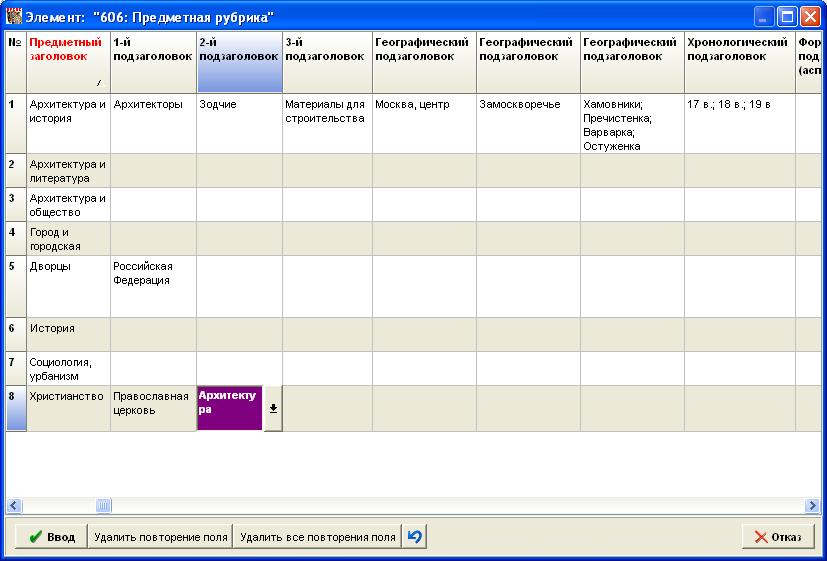 Элемент: "606: Предметная рубрика"
№
Предметный
заголовок
1-й
подзаголовок
2-й
подзаголовок
3-й
подзаголовок
Географический
подзаголовок
Географический
подзаголовок
Географический
подзаголовок
Хронологический
подзаголовок
Фор
под
(асп
1
Архитектура и
история
Архитекторы
Зодчие
Материалы для
строительства
Москва, центр
Замоскворечье
Хамовники;
Пречистенка;
Варварка;
Остуженка
17 в.; 18 в.; 19 в
2
Архитектура и
литература
3
Архитектура и
общество
4
Город и
городская
5
Дворцы
Российская
Федерация
6
История
7
Социология,
урбанизм
8
Христианство
Православная
церковь
Архитекту
ра
Ввод
Удалить повторение поля
Удалить все повторения поля
Отказ